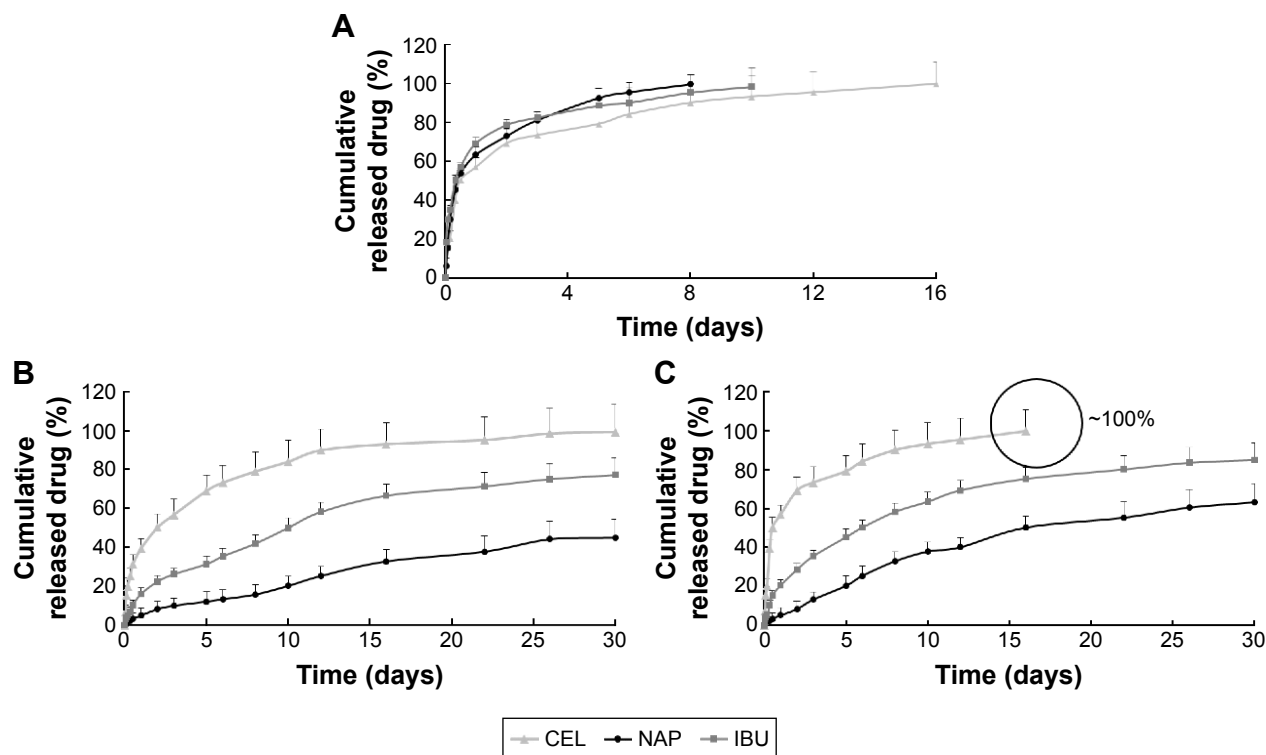 A
Cumulative
released drug (%)
120
100
80
60
40
20
0
0 4 8 12 16
Time (days)
B
Cumulative
released drug (%)
120
100
80
60
40
20
0
0 5 10 15 20 25 30
Time (days)
C
Cumulative
released drug (%)
120
100
80
60
40
20
0
0 5 10 15 20 25 30
Time (days)
~100%
CEL NAP IBU